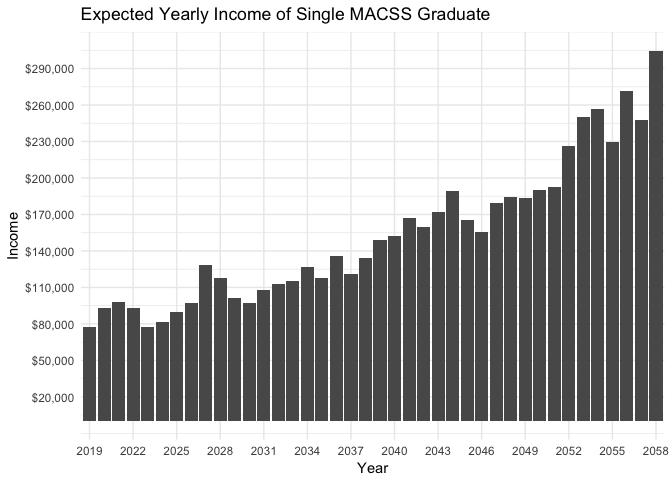 Expected Yearly Income of Single MACSS Graduate
$290,000
$260,000
$230,000
$200,000
$170,000
$140,000
$110,000
$80,000
$50,000
$20,000
Income
2019 2022 2025 2028 2031 2034 2037 2040 2043 2046 2049 2052 2055 2058
Year